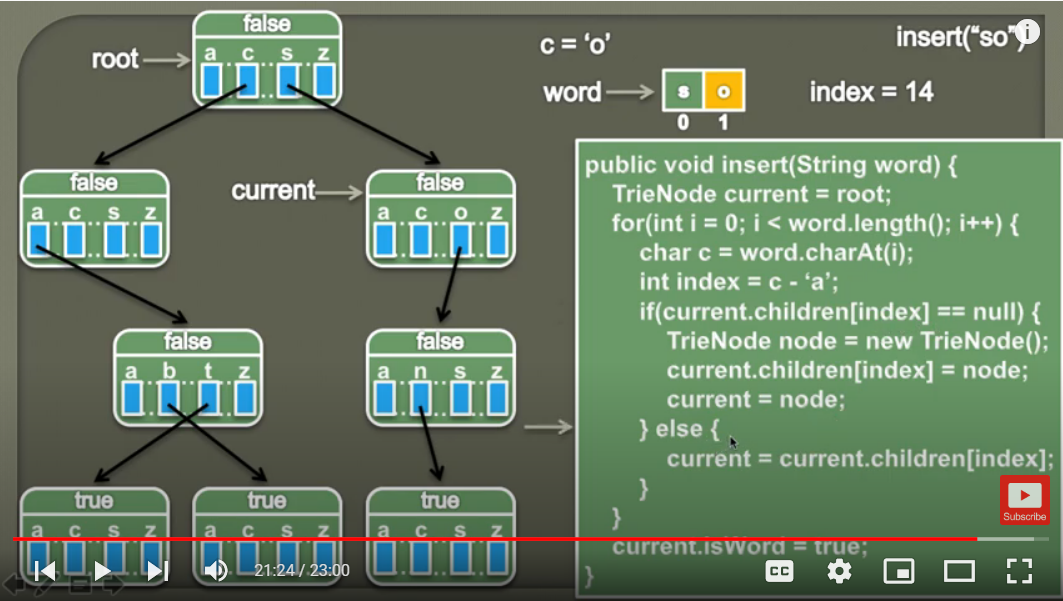 false
a c s z
root
c = ‘o’
insert("so")
word
s o
0 1
index = 14
false
a c s z
current
false
a c o z
false
a b t z
false
a n s z
true
a c s z
true
a c s z
true
a c s z
public void insert(String word) {
TrieNode current = root;
for(int i = 0; i < word.length(); i++) {
char c = word.charAt(i);
int index = c - ‘a’;
if(current.children[index] == null) {
TrieNode node = new TrieNode();
current.children[index] = node;
current = node;
} else {
current = current.children[index];
}
}
current.isWord = true;
}
Subscribe
21:24 / 23:00
CC
i